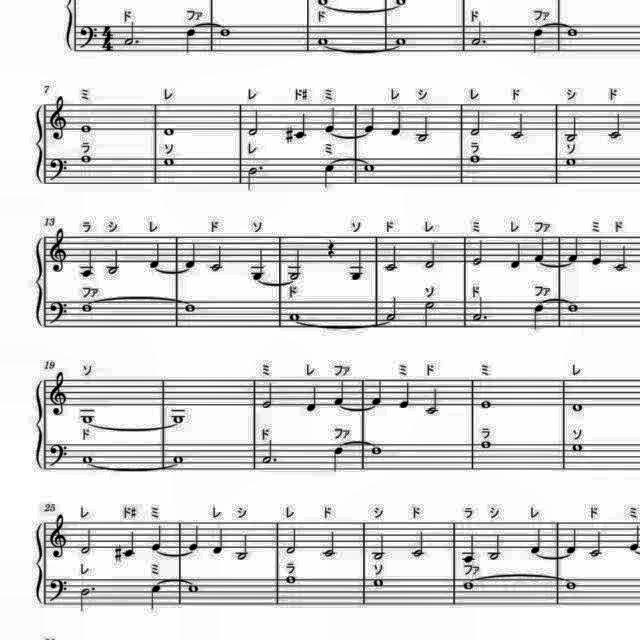 ド ファ ド ド ファ
4 4
7 ミ レ レ ド# ミ レ シ レ ド シ ド
ラ ソ レ ミ ラ ソ
13 ラ シ レ ド ソ ソ ド レ ミ レ ファ ミ ド
ファ ド ソ ド ファ
19 ソ ミ レ ファ ミ ド ミ レ
ド ド ファ ラ ソ
25 レ ド# ミ レ シ レ ド シ ド ラ シ レ ド ミ
レ ミ ラ ソ ファ